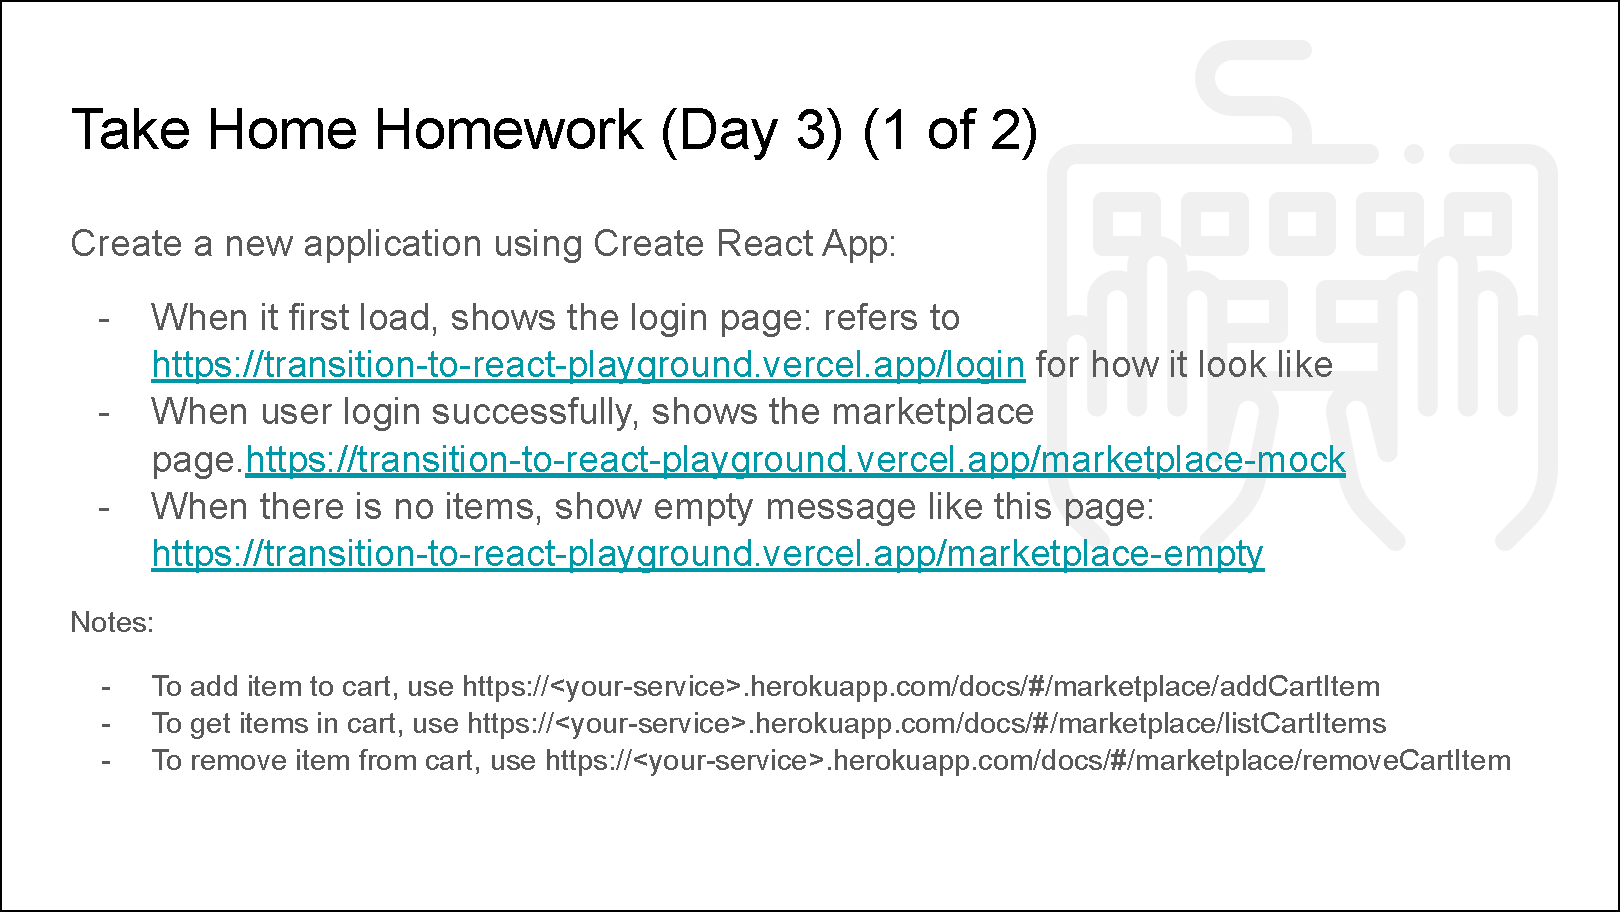 Take Home Homework (Day 3) (1 of 2)
Create a new application using Create React App:
- When it first load, shows the login page: refers to
https://transition-to-react-playground.vercel.app/login for how it look like
- When user login successfully, shows the marketplace
page.https://transition-to-react-playground.vercel.app/marketplace-mock
- When there is no items, show empty message like this page:
https://transition-to-react-playground.vercel.app/marketplace-empty
Notes:
- To add item to cart, use https://<your-service>.herokuapp.com/docs/#/marketplace/addCartItem
- To get items in cart, use https://<your-service>.herokuapp.com/docs/#/marketplace/listCartItems
- To remove item from cart, use https://<your-service>.herokuapp.com/docs/#/marketplace/removeCartItem